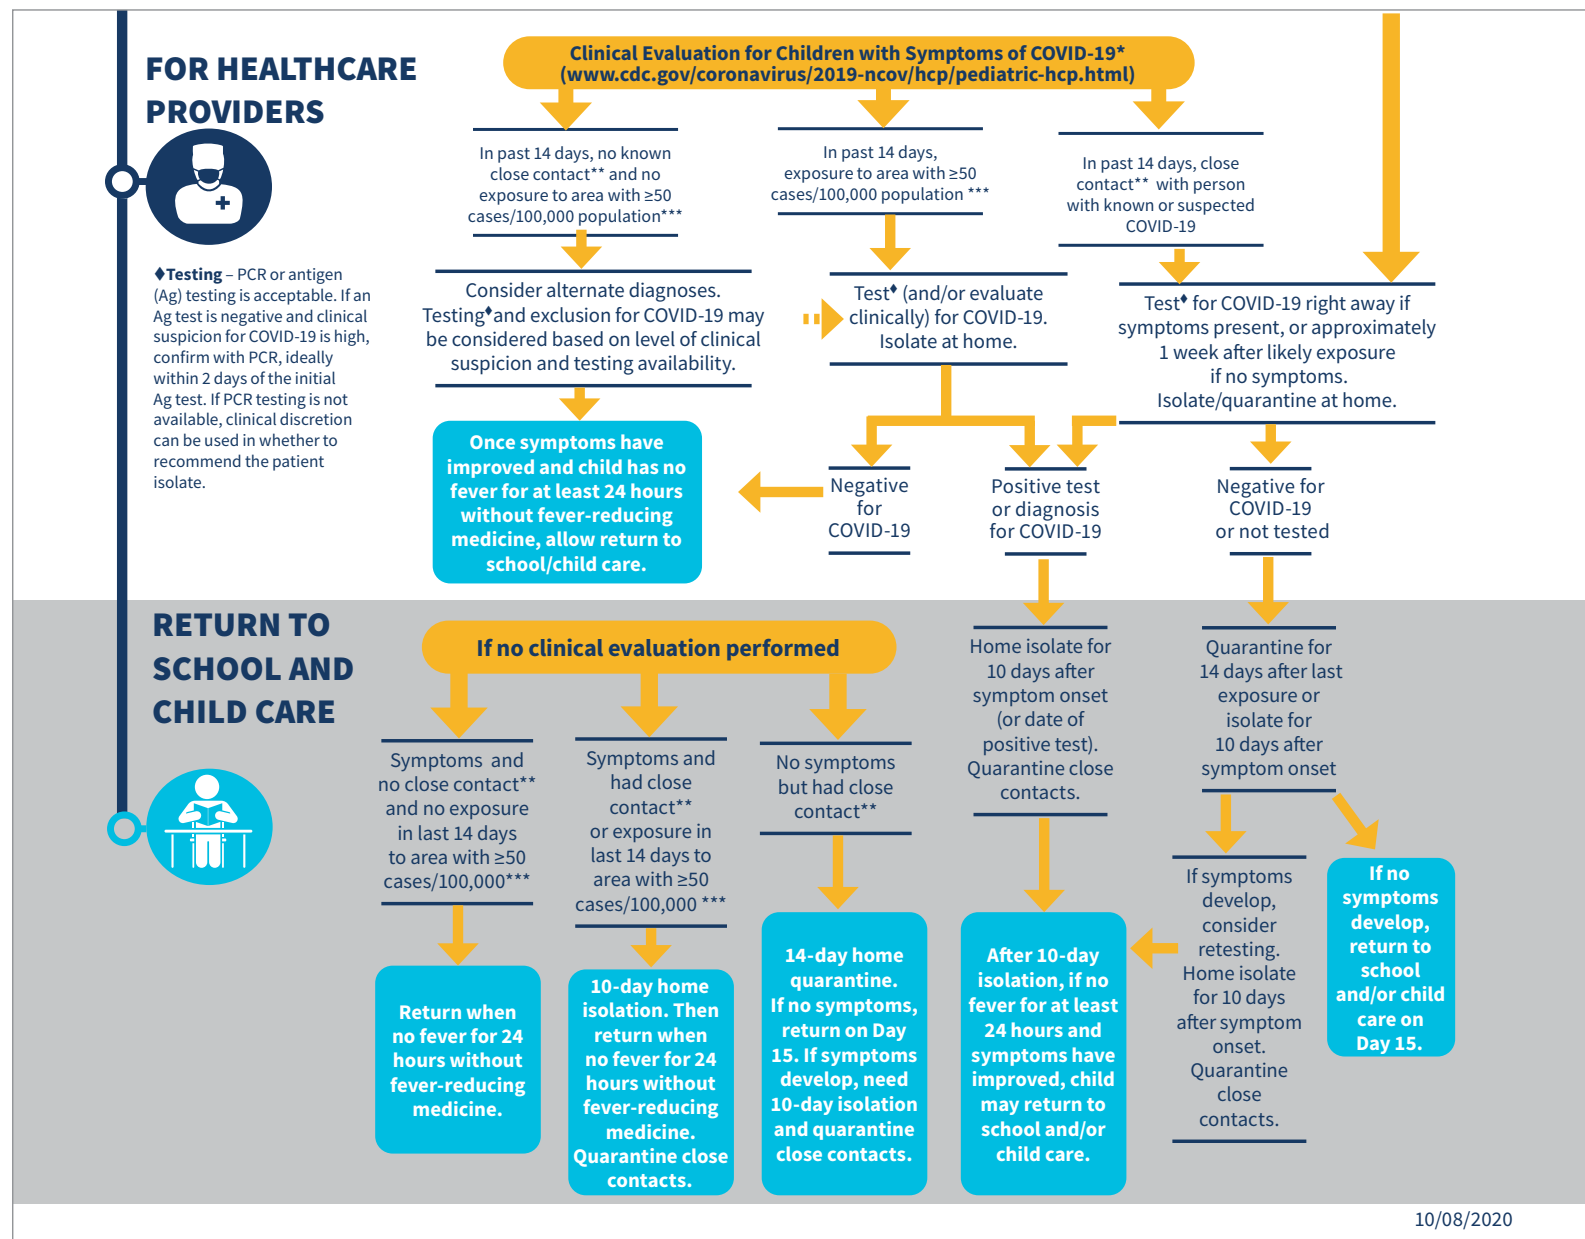 FOR HEALTHCARE
PROVIDERS
♦Testing – PCR or antigen
(Ag) testing is acceptable. If an
Ag test is negative and clinical
suspicion for COVID-19 is high,
confirm with PCR, ideally
within 2 days of the initial
Ag test. If PCR testing is not
available, clinical discretion
can be used in whether to
recommend the patient
isolate.
Clinical Evaluation for Children with Symptoms of COVID-19*
(www.cdc.gov/coronavirus/2019-ncov/hcp/pediatric-hcp.html)
In past 14 days, no known
close contact** and no
exposure to area with ≥50
cases/100,000 population***
In past 14 days,
exposure to area with ≥50
cases/100,000 population ***
In past 14 days, close
contact** with person
with known or suspected
COVID-19
Consider alternate diagnoses.
Testing♦and exclusion for COVID-19 may
be considered based on level of clinical
suspicion and testing availability.
Test♦ (and/or evaluate
clinically) for COVID-19.
Isolate at home.
Test♦ for COVID-19 right away if
symptoms present, or approximately
1 week after likely exposure
if no symptoms.
Isolate/quarantine at home.
Once symptoms have
improved and child has no
fever for at least 24 hours
without fever-reducing
medicine, allow return to
school/child care.
Negative
for
COVID-19
Positive test
or diagnosis
for COVID-19
Negative for
COVID-19
or not tested
RETURN TO
SCHOOL AND
CHILD CARE
If no clinical evaluation performed
Symptoms and
no close contact**
and no exposure
in last 14 days
to area with ≥50
cases/100,000***
Symptoms and
had close
contact**
or exposure in
last 14 days to
area with ≥50
cases/100,000 ***
No symptoms
but had close
contact**
Home isolate for
10 days after
symptom onset
(or date of
positive test).
Quarantine close
contacts.
Quarantine for
14 days after last
exposure or
isolate for
10 days after
symptom onset
Return when
no fever for 24
hours without
fever-reducing
medicine.
10-day home
isolation. Then
return when
no fever for 24
hours without
fever-reducing
medicine.
Quarantine close
contacts.
14-day home
quarantine.
If no symptoms,
return on Day
15. If symptoms
develop, need
10-day isolation
and quarantine
close contacts.
After 10-day
isolation, if no
fever for at least
24 hours and
symptoms have
improved, child
may return to
school and/or
child care.
If symptoms
develop,
consider
retesting.
Home isolate
for 10 days
after symptom
onset.
Quarantine
close
contacts.
If no
symptoms
develop,
return to
school
and/or child
care on
Day 15.
10/08/2020